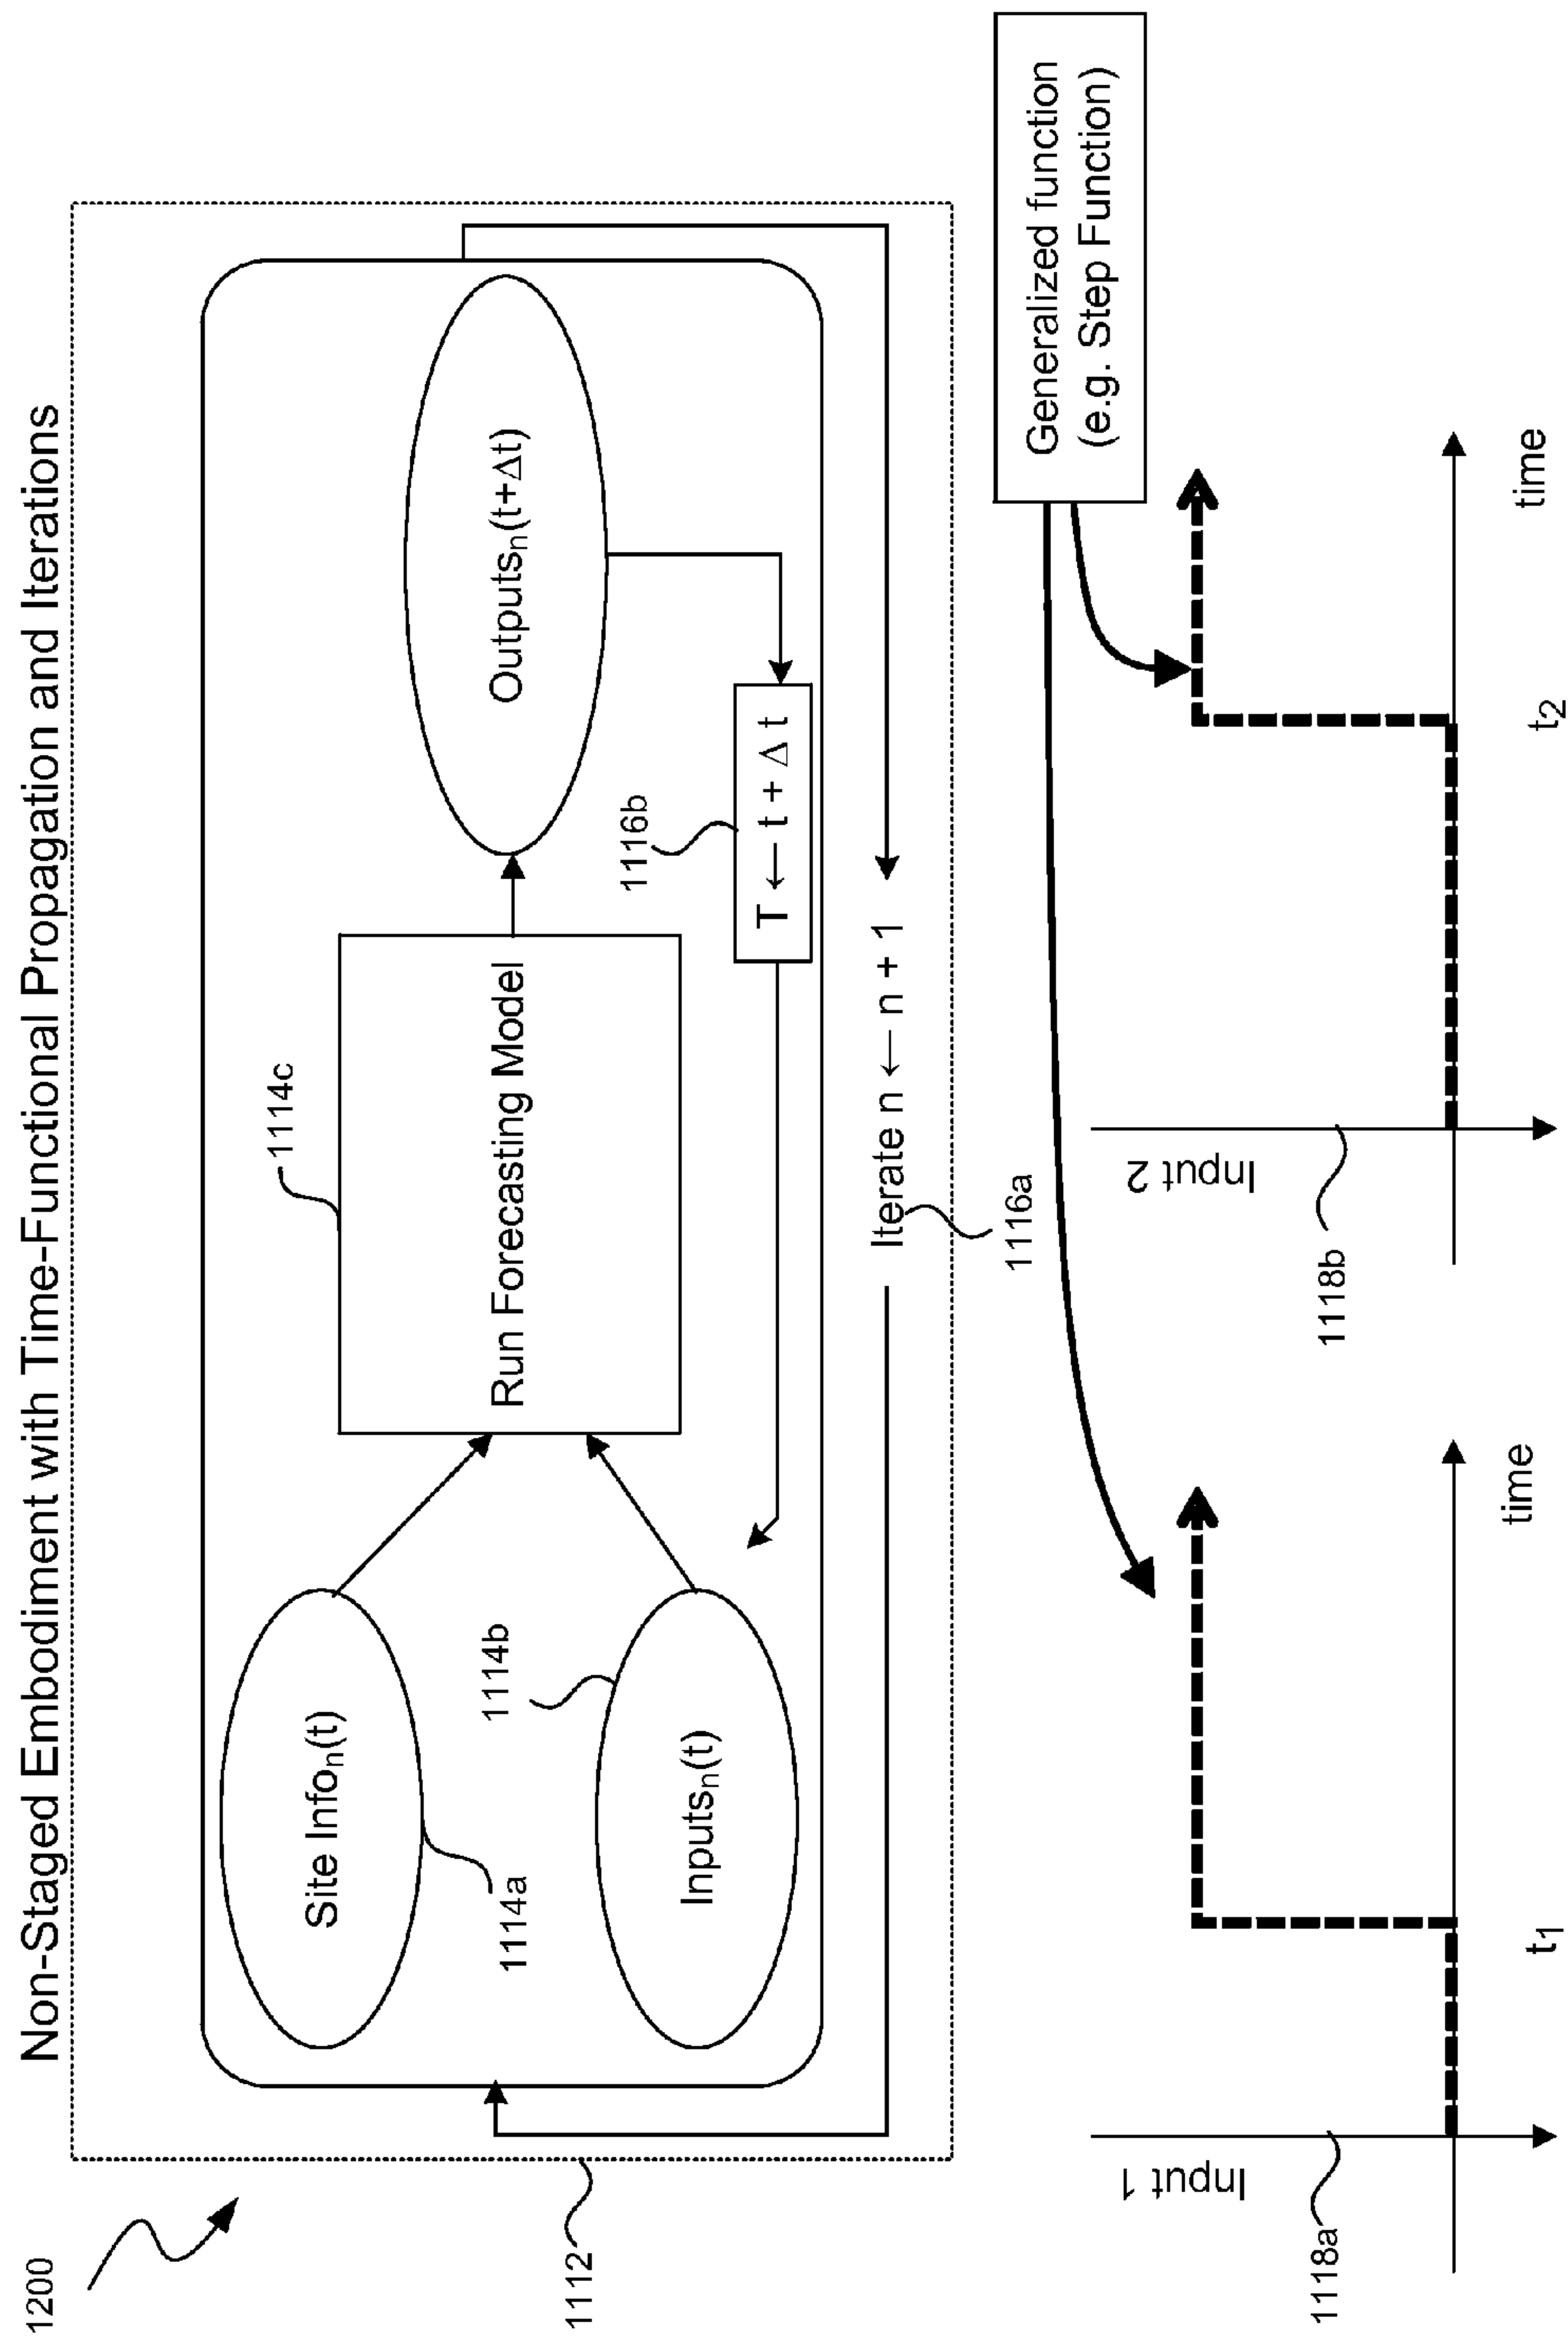 Non-Staged Embodiment with Time-Functional Propagation and Iterations
1200
1112
Site Infoₙ(t)
1114a
1114b
Inputsₙ(t)
1114c
Run Forecasting Model
Outputsₙ(t+Δt)
1116b
T ← t + Δ t
Iterate n ← n + 1
1116a
Generalized function
(e.g. Step Function)
Input 1
1118a
t₁
time
Input 2
1118b
t₂
time